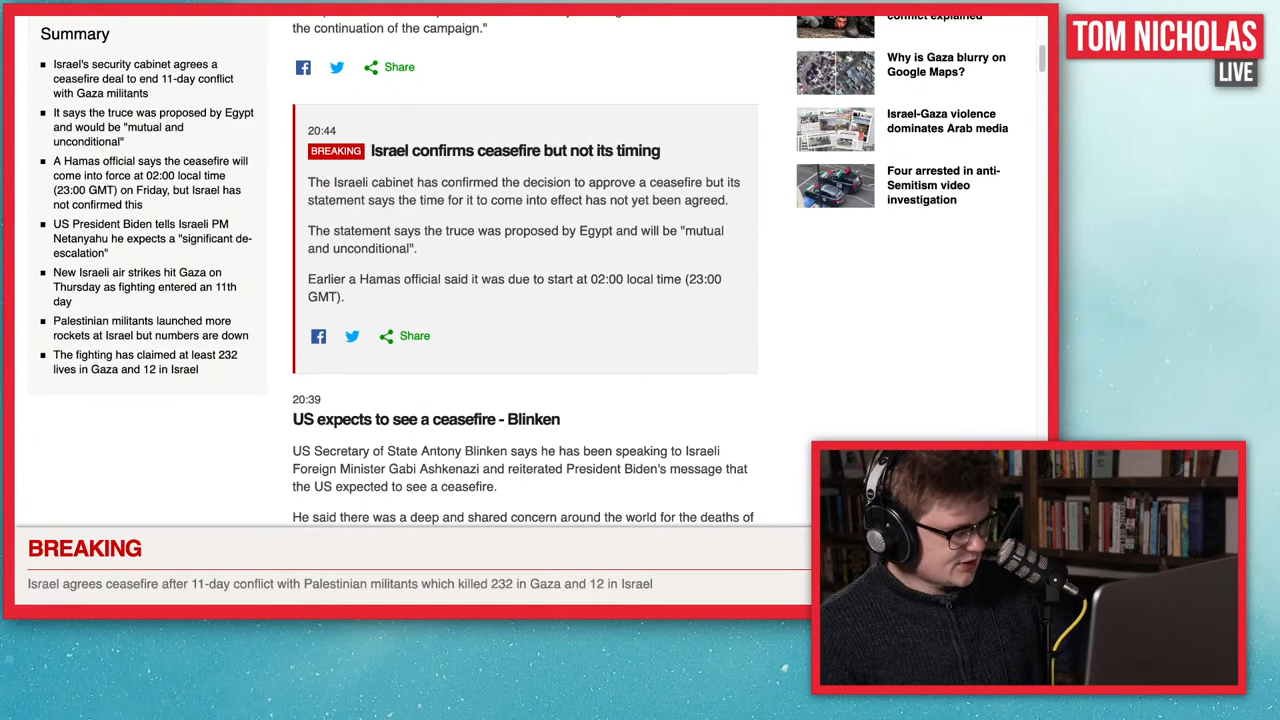 Summary
Israel's security cabinet agrees a
ceasefire deal to end 11-day conflict
with Gaza militants
It says the truce was proposed by Egypt
and would be "mutual and
unconditional"
A Hamas official says the ceasefire will
come into force at 02:00 local time
(23:00 GMT) on Friday, but Israel has
not confirmed this
US President Biden tells Israeli PM
Netanyahu he expects a "significant de-
escalation"
New Israeli air strikes hit Gaza on
Thursday as fighting entered an 11th
day
Palestinian militants launched more
rockets at Israel but numbers are down
The fighting has claimed at least 232
lives in Gaza and 12 in Israel
the continuation of the campaign."
Share
20:44
BREAKING Israel confirms ceasefire but not its timing
The Israeli cabinet has confirmed the decision to approve a ceasefire but its
statement says the time for it to come into effect has not yet been agreed.
The statement says the truce was proposed by Egypt and will be "mutual
and unconditional".
Earlier a Hamas official said it was due to start at 02:00 local time (23:00
GMT).
Share
20:39
US expects to see a ceasefire - Blinken
US Secretary of State Antony Blinken says he has been speaking to Israeli
Foreign Minister Gabi Ashkenazi and reiterated President Biden's message that
the US expected to see a ceasefire.
He said there was a deep and shared concern around the world for the deaths of
conflict explained
Why is Gaza blurry on
Google Maps?
Israel-Gaza violence
dominates Arab media
Four arrested in anti-
Semitism video
investigation
TOM NICHOLAS
LIVE
BREAKING
Israel agrees ceasefire after 11-day conflict with Palestinian militants which killed 232 in Gaza and 12 in Israel